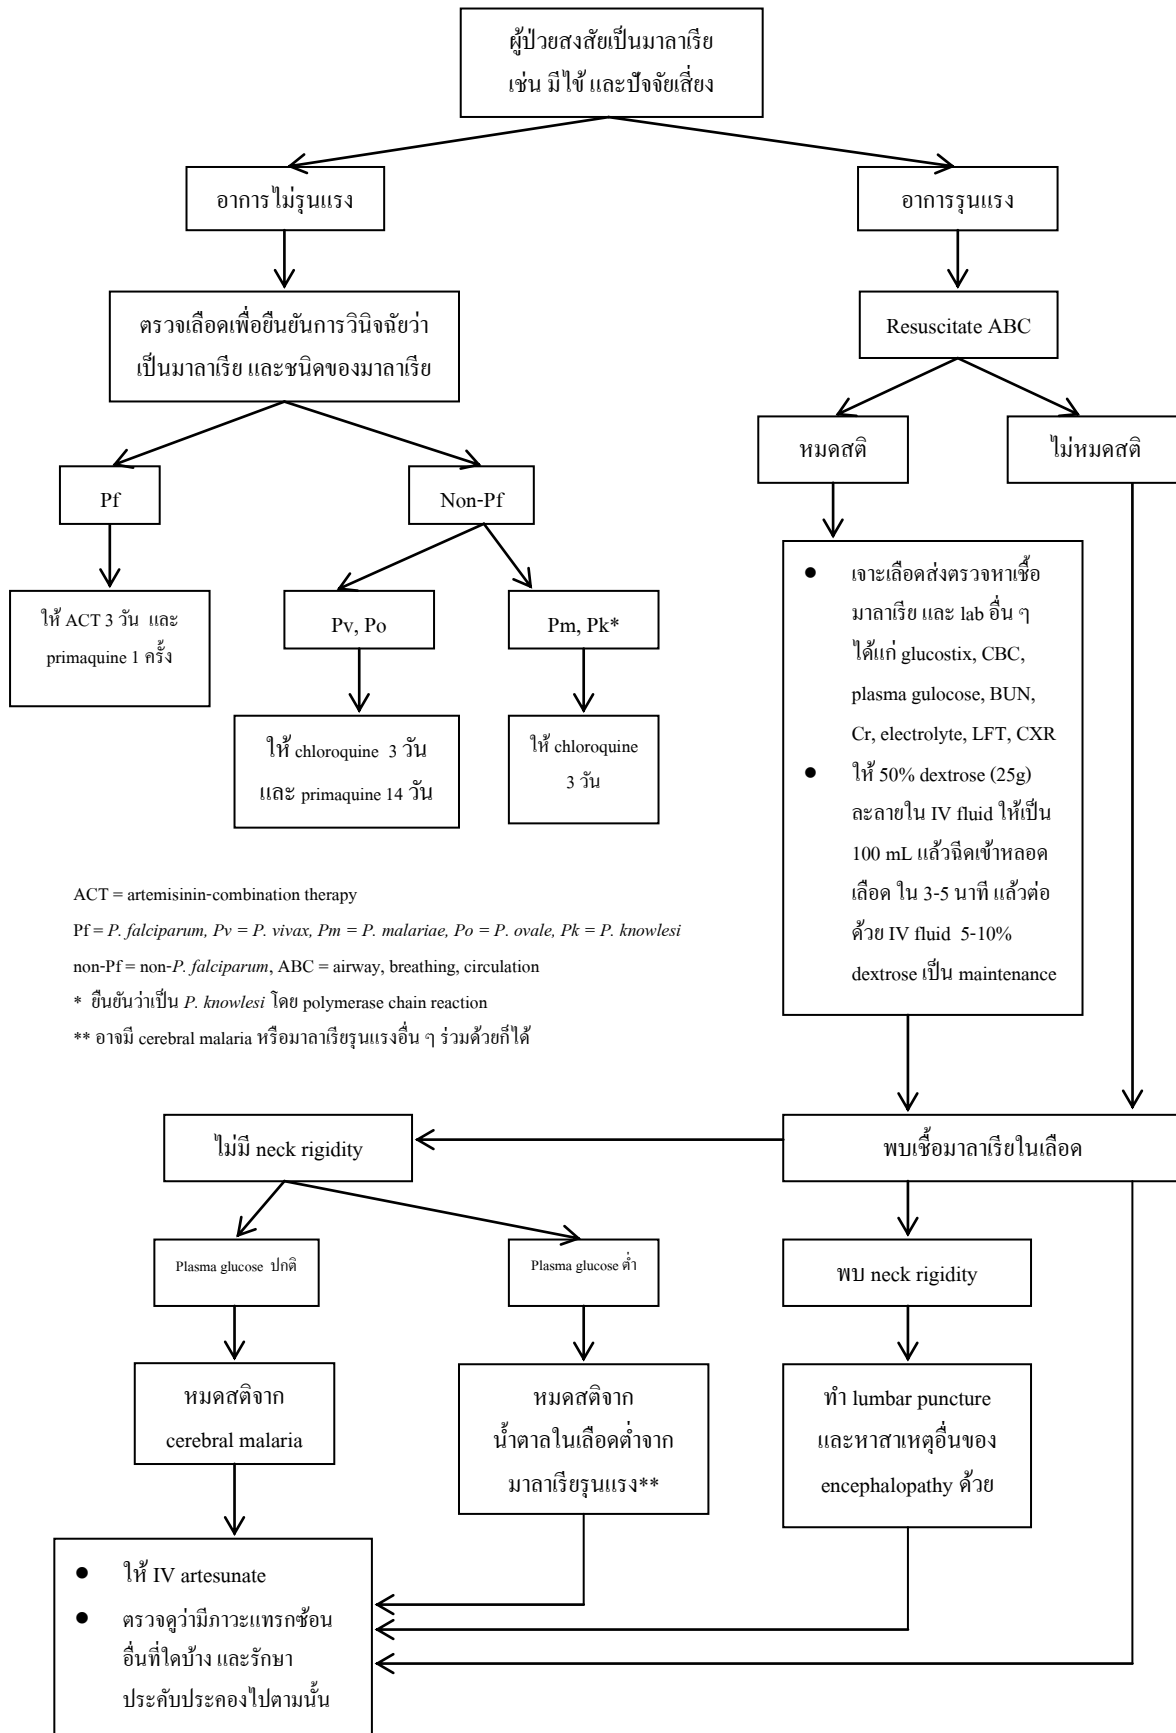 ผู้ป่วยสงสัยเป็นมาลาเรีย
เช่น มีไข้ และปัจจัยเสี่ยง
อาการไม่รุนแรง
อาการรุนแรง
ตรวจเลือดเพื่อยืนยันการวินิจฉัยว่า
เป็นมาลาเรีย และชนิดของมาลาเรีย
Resuscitate ABC
หมดสติ
ไม่หมดสติ
Pf
Non-Pf
ให้ ACT 3 วัน และ
primaquine 1 ครั้ง
Pv, Po
Pm, Pk*
ให้ chloroquine 3 วัน
และ primaquine 14 วัน
ให้ chloroquine
3 วัน
● เจาะเลือดส่งตรวจหาเชื้อ
มาลาเรีย และ lab อื่น ๆ
ได้แก่ glucostix, CBC,
plasma gulocose, BUN,
Cr, electrolyte, LFT, CXR
● ให้ 50% dextrose (25g)
ละลายใน IV fluid ให้เป็น
100 mL แล้วฉีดเข้าหลอด
เลือด ใน 3-5 นาที แล้วต่อ
ด้วย IV fluid 5-10%
dextrose เป็น maintenance
ACT = artemisinin-combination therapy
Pf = P. falciparum, Pv = P. vivax, Pm = P. malariae, Po = P. ovale, Pk = P. knowlesi
non-Pf = non-P. falciparum, ABC = airway, breathing, circulation
* ยืนยันว่าเป็น P. knowlesi โดย polymerase chain reaction
** อาจมี cerebral malaria หรือมาลาเรียรุนแรงอื่น ๆ ร่วมด้วยก็ได้
ไม่มี neck rigidity
พบเชื้อมาลาเรียในเลือด
Plasma glucose ปกติ
Plasma glucose ต่ำ
พบ neck rigidity
หมดสติจาก
cerebral malaria
หมดสติจาก
น้ำตาลในเลือดต่ำจาก
มาลาเรียรุนแรง**
ทำ lumbar puncture
และหาสาเหตุอื่นของ
encephalopathy ด้วย
● ให้ IV artesunate
● ตรวจดูว่ามีภาวะแทรกซ้อน
อื่นที่ใดบ้าง และรักษา
ประคับประคองไปตามนั้น